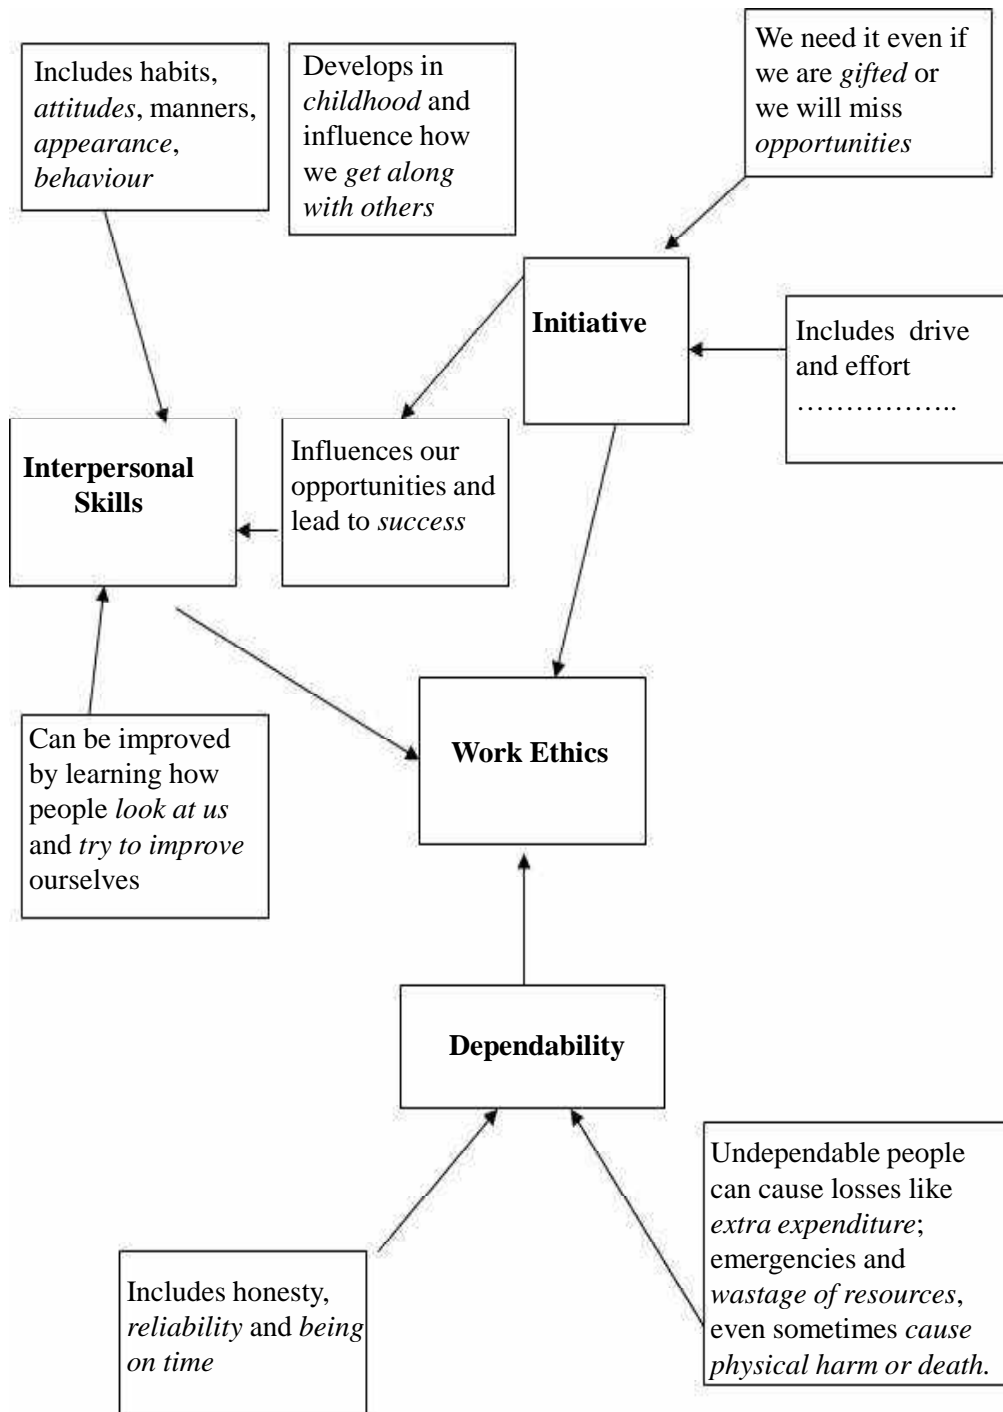 Includes habits,
attitudes, manners,
appearance,
behaviour
Develops in
childhood and
influence how
we get along
with others
We need it even if
we are gifted or
we will miss
opportunities
Initiative
Includes drive
and effort
……………..
Interpersonal
Skills
Influences our
opportunities and
lead to success
Can be improved
by learning how
people look at us
and try to improve
ourselves
Work Ethics
Dependability
Includes honesty,
reliability and being
on time
Undependable people
can cause losses like
extra expenditure;
emergencies and
wastage of resources,
even sometimes cause
physical harm or death.